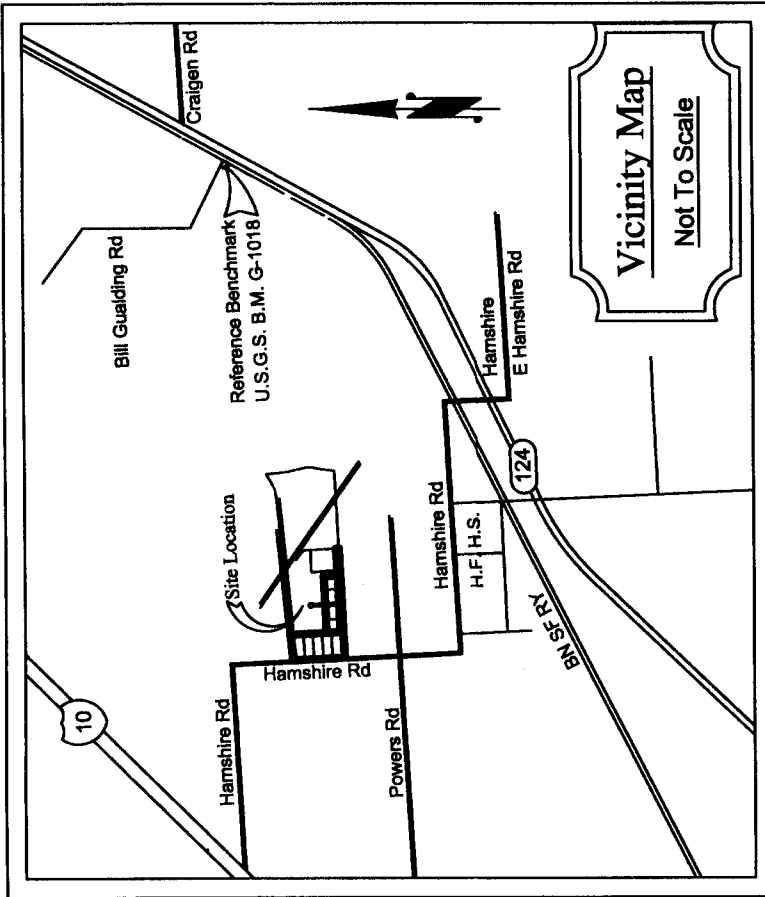 Craigen Rd
Bill Gualding Rd
Reference Benchmark
U.S.G.S. B.M. G-1018
Hamshire
E Hamshire Rd
Site Location
Hamshire Rd
H.F. H.S.
124
Hamshire Rd
BN SF RY
10
Hamshire Rd
Powers Rd
Vicinity Map
Not To Scale